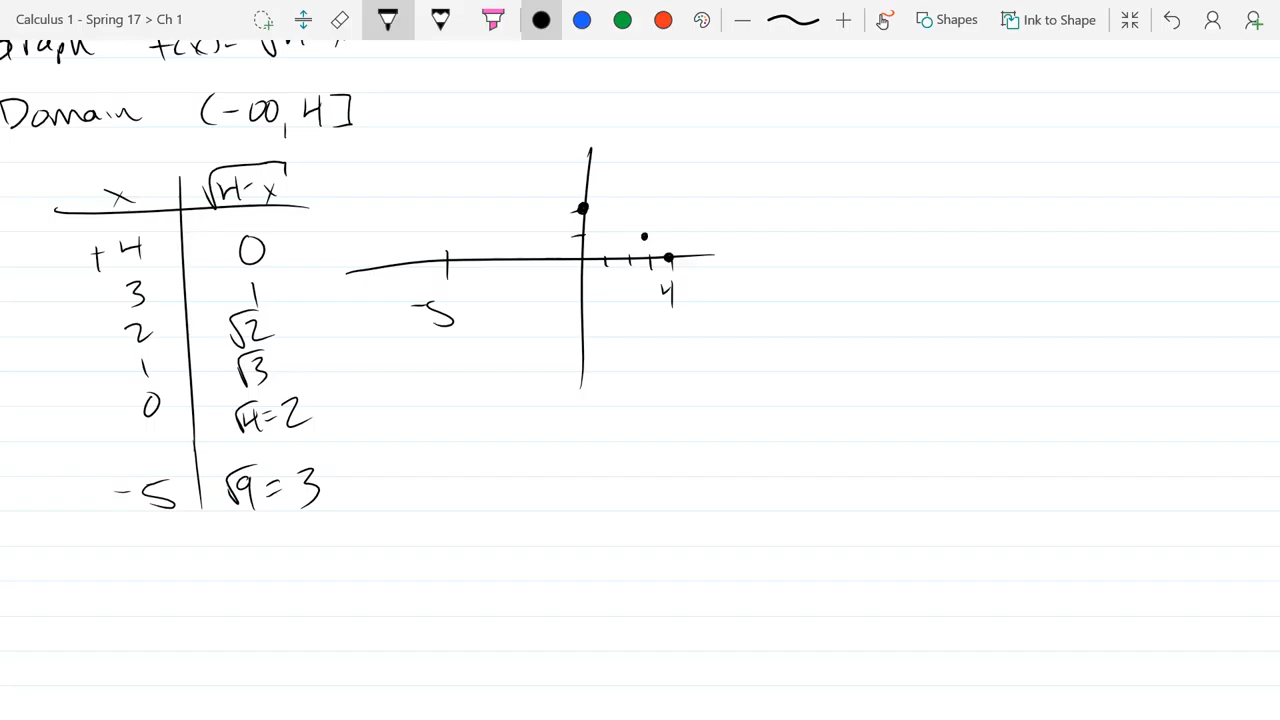 Calculus 1 - Spring 17 > Ch 1
Shapes
Ink to Shape
Graph f(x)=
Domain (-∞, 4]
x √4-x
+4 0
3 1
2 √2
1 √3
0 √4=2
-5 √9=3
-5
4